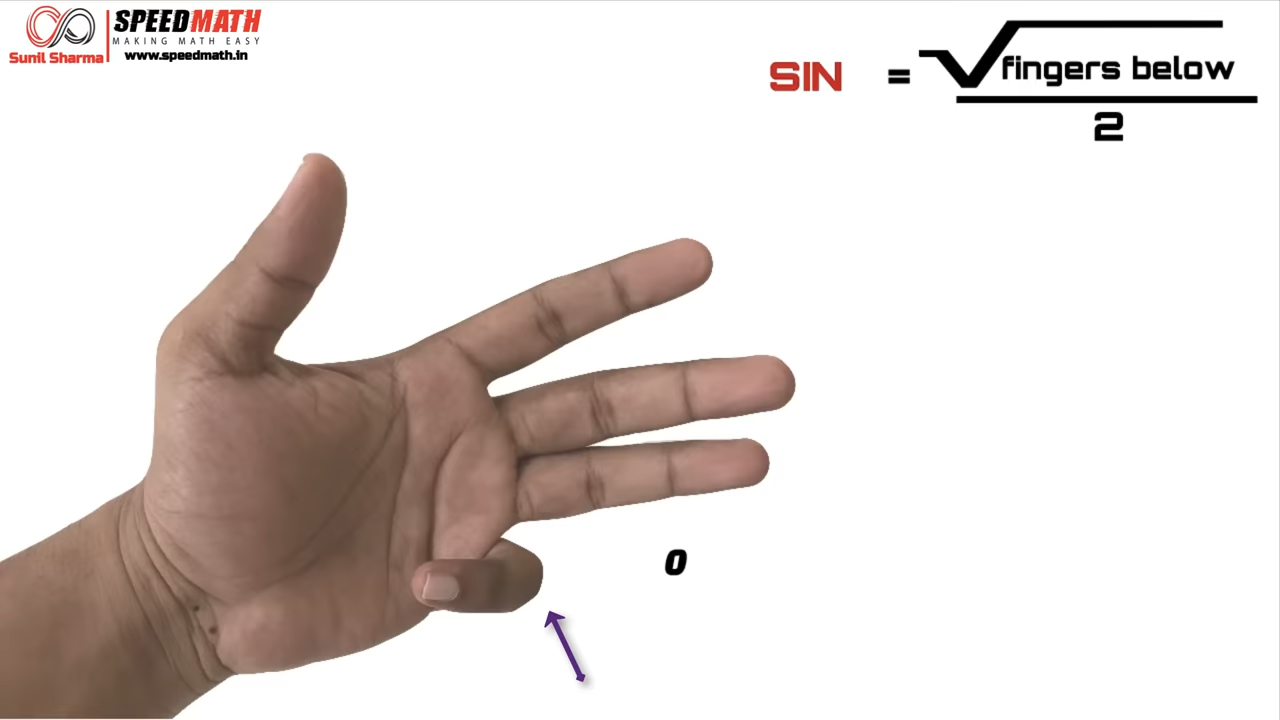 SPEEDMATH
MAKING MATH EASY
Sunil Sharma
www.speedmath.in
SIN = √fingers below
2
0